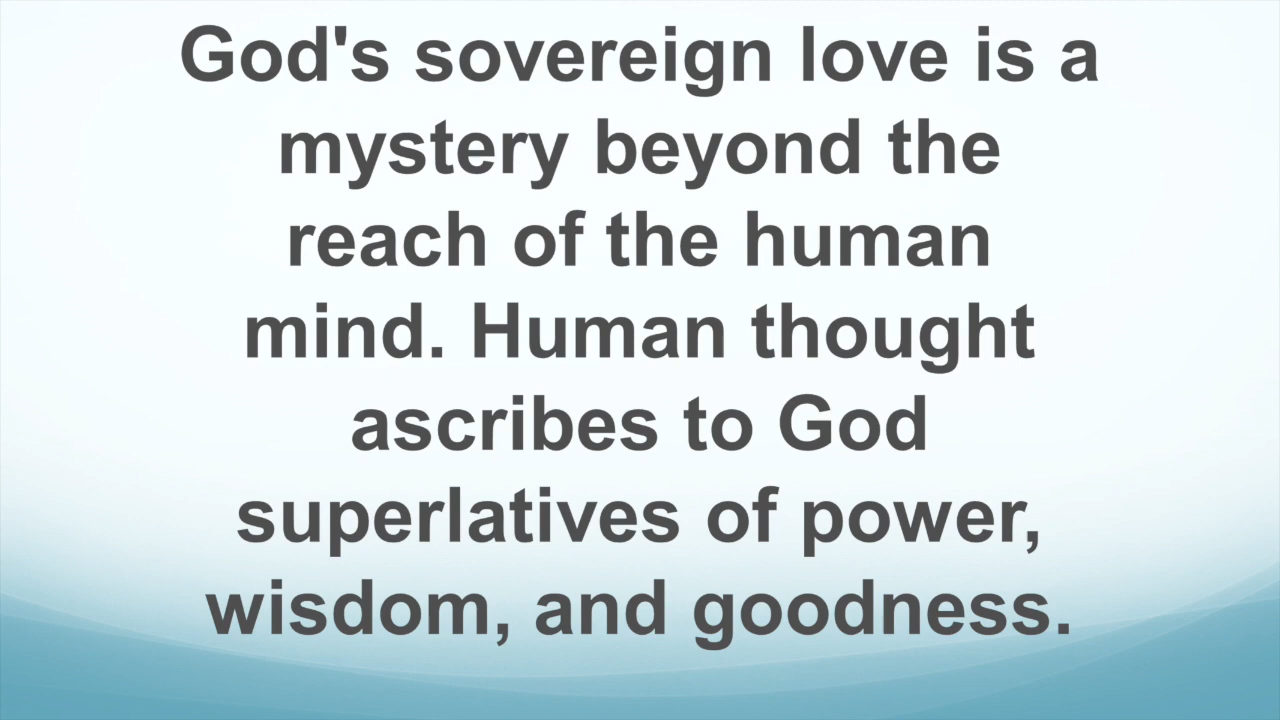 God's sovereign love is a
mystery beyond the
reach of the human
mind. Human thought
ascribes to God
superlatives of power,
wisdom, and goodness.